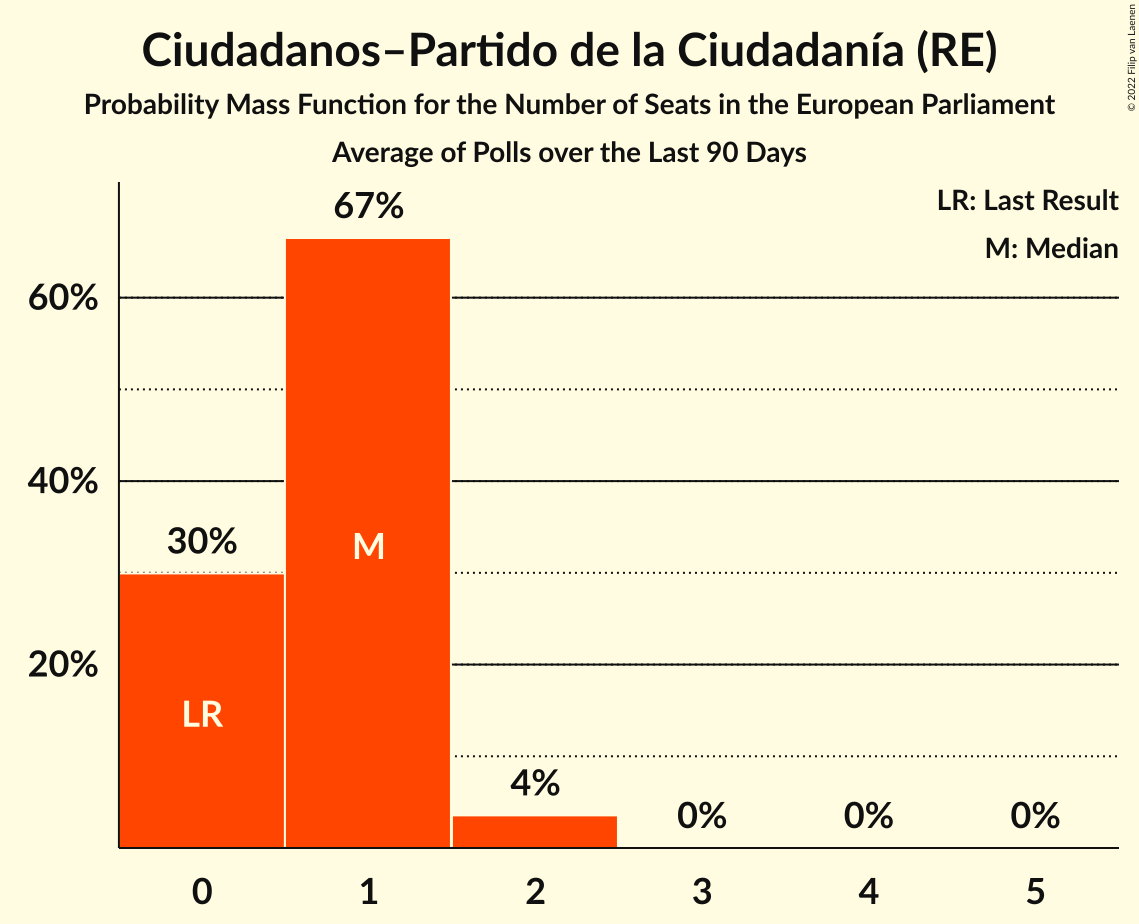 Ciudadanos–Partido de la Ciudadanía (RE)
Probability Mass Function for the Number of Seats in the European Parliament
Average of Polls over the Last 90 Days
© 2022 Filip van Laenen
LR: Last Result
M: Median
67%
60%
40%
30%
M
20%
LR
4%
0%
0%
0%
0
1
2
3
4
5